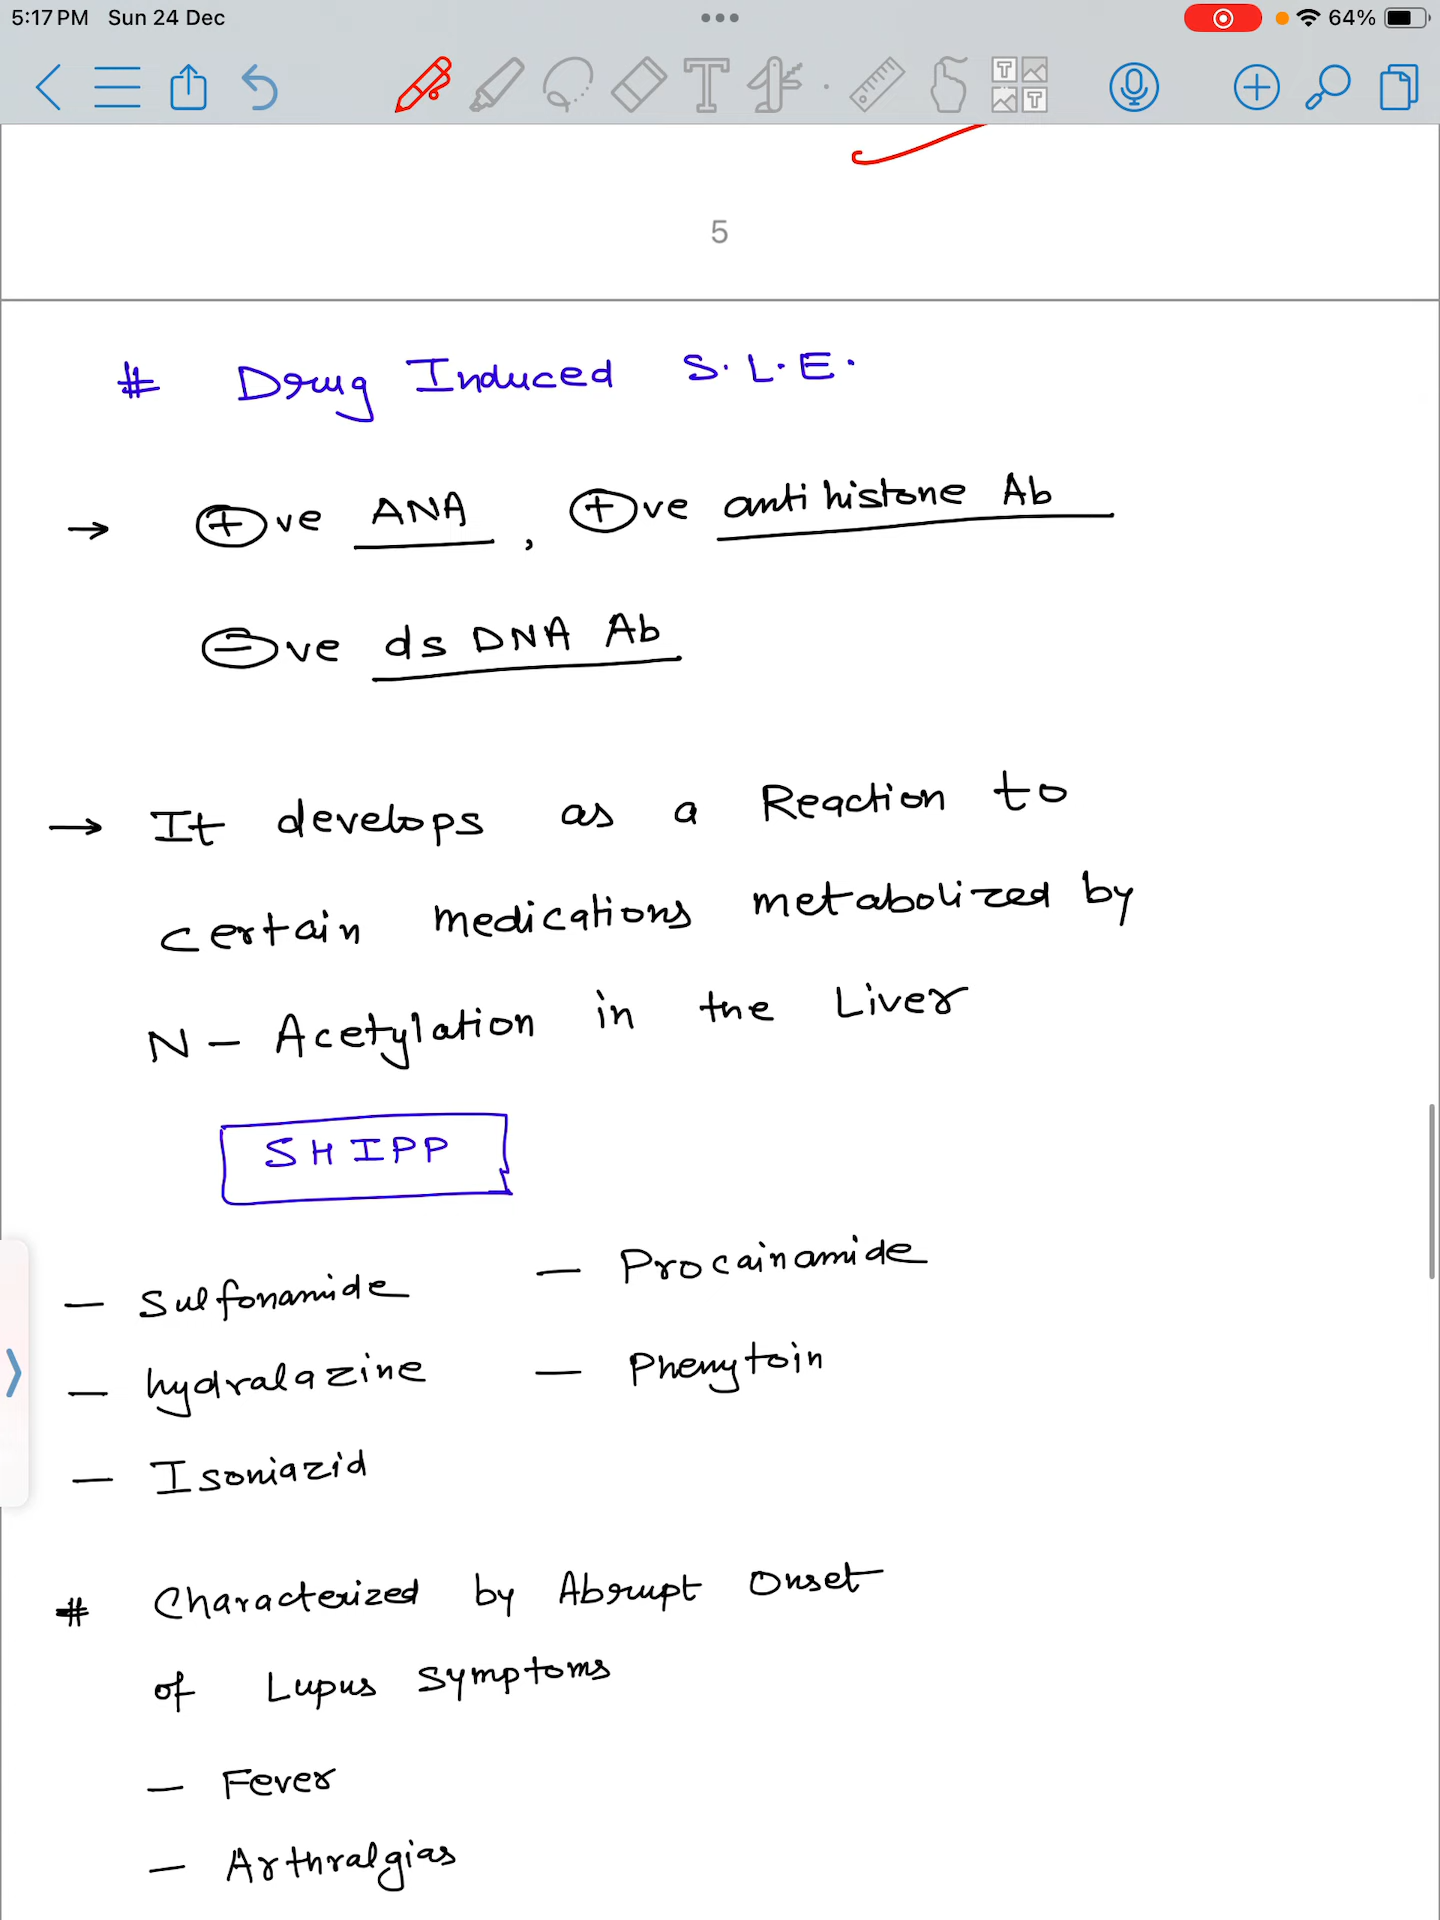 5:17 PM Sun 24 Dec
64%
5
# Drug Induced S.L.E.
→ +ve ANA, +ve anti histone Ab
-ve ds DNA Ab
→ It develops as a Reaction to
certain medications metabolized by
N- Acetylation in the Liver
SHIPP
- Sulfonamide - Procainamide
- hydralazine - Phenytoin
- Isoniazid
# Characterized by Abrupt Onset
of Lupus Symptoms
- Fever
- Arthralgias